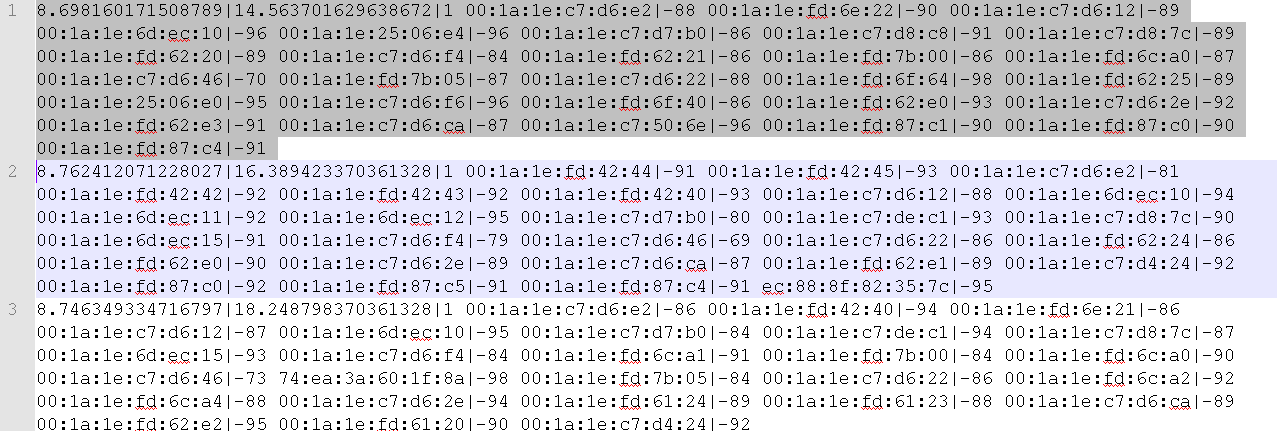 1 8.698160171508789|14.563701629638672|1 00:1a:1e:c7:d6:e2|-88 00:1a:1e:fd:6e:22|-90 00:1a:1e:c7:d6:12|-89
00:1a:1e:6d:ec:10|-96 00:1a:1e:25:06:e4|-96 00:1a:1e:c7:d7:b0|-86 00:1a:1e:c7:d8:c8|-91 00:1a:1e:c7:d8:7c|-89
00:1a:1e:fd:62:20|-89 00:1a:1e:c7:d6:f4|-84 00:1a:1e:fd:62:21|-86 00:1a:1e:fd:7b:00|-86 00:1a:1e:fd:6c:a0|-87
00:1a:1e:c7:d6:46|-70 00:1a:1e:fd:7b:05|-87 00:1a:1e:c7:d6:22|-88 00:1a:1e:fd:6f:64|-98 00:1a:1e:fd:62:25|-89
00:1a:1e:25:06:e0|-95 00:1a:1e:c7:d6:f6|-96 00:1a:1e:fd:6f:40|-86 00:1a:1e:fd:62:e0|-93 00:1a:1e:c7:d6:2e|-92
00:1a:1e:fd:62:e3|-91 00:1a:1e:c7:d6:ca|-87 00:1a:1e:c7:50:6e|-96 00:1a:1e:fd:87:c1|-90 00:1a:1e:fd:87:c0|-90
00:1a:1e:fd:87:c4|-91
2 8.762412071228027|16.389423370361328|1 00:1a:1e:fd:42:44|-91 00:1a:1e:fd:42:45|-93 00:1a:1e:c7:d6:e2|-81
00:1a:1e:fd:42:42|-92 00:1a:1e:fd:42:43|-92 00:1a:1e:fd:42:40|-93 00:1a:1e:c7:d6:12|-88 00:1a:1e:6d:ec:10|-94
00:1a:1e:6d:ec:11|-92 00:1a:1e:6d:ec:12|-95 00:1a:1e:c7:d7:b0|-80 00:1a:1e:c7:de:c1|-93 00:1a:1e:c7:d8:7c|-90
00:1a:1e:6d:ec:15|-91 00:1a:1e:c7:d6:f4|-79 00:1a:1e:c7:d6:46|-69 00:1a:1e:c7:d6:22|-86 00:1a:1e:fd:62:24|-86
00:1a:1e:fd:62:e0|-90 00:1a:1e:c7:d6:2e|-89 00:1a:1e:c7:d6:ca|-87 00:1a:1e:fd:62:e1|-89 00:1a:1e:c7:d4:24|-92
00:1a:1e:fd:87:c0|-92 00:1a:1e:fd:87:c5|-91 00:1a:1e:fd:87:c4|-91 ec:88:8f:82:35:7c|-95
3 8.746349334716797|18.248798370361328|1 00:1a:1e:c7:d6:e2|-86 00:1a:1e:fd:42:40|-94 00:1a:1e:fd:6e:21|-86
00:1a:1e:c7:d6:12|-87 00:1a:1e:6d:ec:10|-95 00:1a:1e:c7:d7:b0|-84 00:1a:1e:c7:de:c1|-94 00:1a:1e:c7:d8:7c|-87
00:1a:1e:6d:ec:15|-93 00:1a:1e:c7:d6:f4|-84 00:1a:1e:fd:6c:a1|-91 00:1a:1e:fd:7b:00|-84 00:1a:1e:fd:6c:a0|-90
00:1a:1e:c7:d6:46|-73 74:ea:3a:60:1f:8a|-98 00:1a:1e:fd:7b:05|-84 00:1a:1e:c7:d6:22|-86 00:1a:1e:fd:6c:a2|-92
00:1a:1e:fd:6c:a4|-88 00:1a:1e:c7:d6:2e|-94 00:1a:1e:fd:61:24|-89 00:1a:1e:fd:61:23|-88 00:1a:1e:c7:d6:ca|-89
00:1a:1e:fd:62:e2|-95 00:1a:1e:fd:61:20|-90 00:1a:1e:c7:d4:24|-92